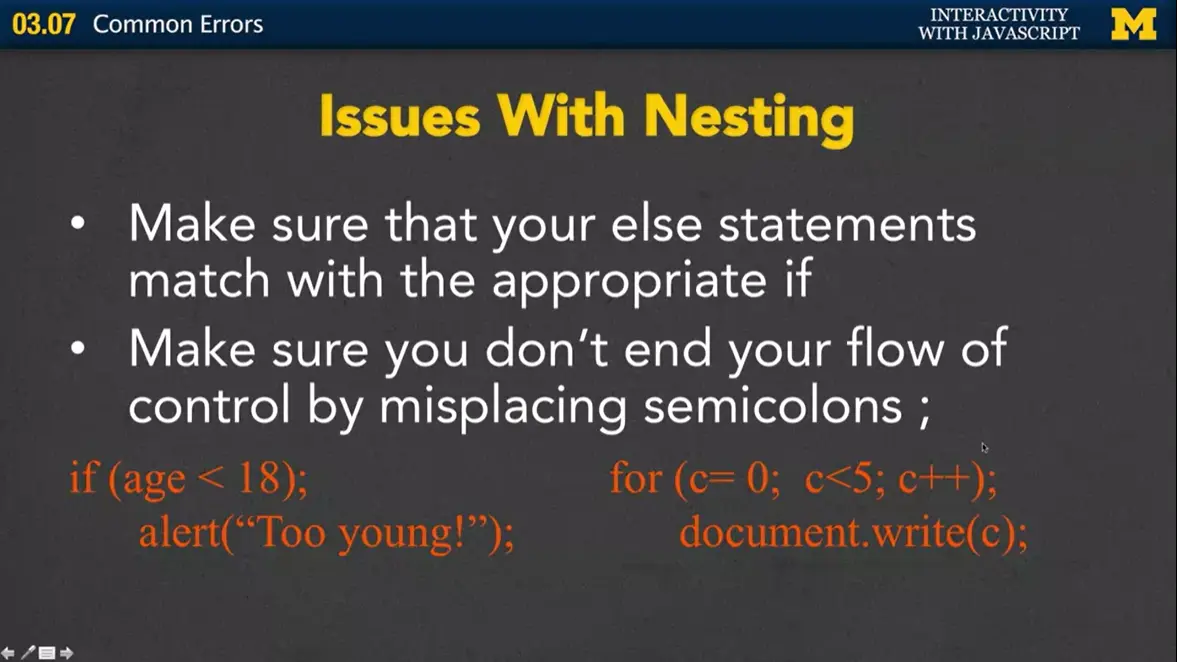 03.07 Common Errors
INTERACTIVITY
WITH JAVASCRIPT
M
Issues With Nesting
• Make sure that your else statements
match with the appropriate if
• Make sure you don’t end your flow of
control by misplacing semicolons ;
if (age < 18);
alert(“Too young!”);
for (c= 0; c<5; c++);
document.write(c);